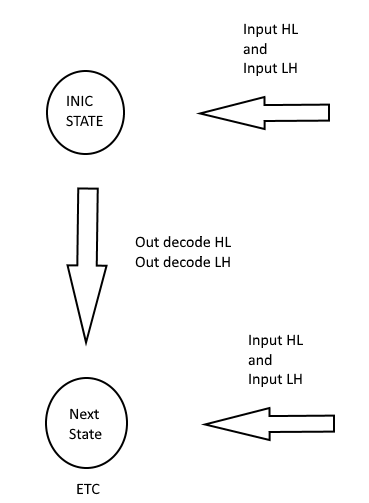 Input HL
and
Input LH
INIC
STATE
Out decode HL
Out decode LH
Input HL
and
Input LH
Next
State
ETC